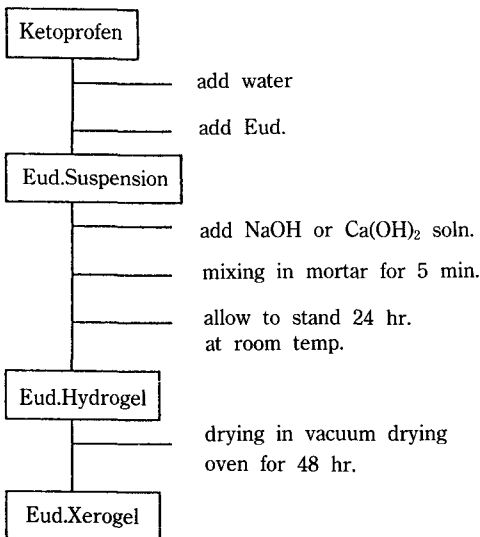 Ketoprofen
add water
add Eud.
Eud.Suspension
add NaOH or Ca(OH)₂ soln.
mixing in mortar for 5 min.
allow to stand 24 hr.
at room temp.
Eud.Hydrogel
drying in vacuum drying
oven for 48 hr.
Eud.Xerogel